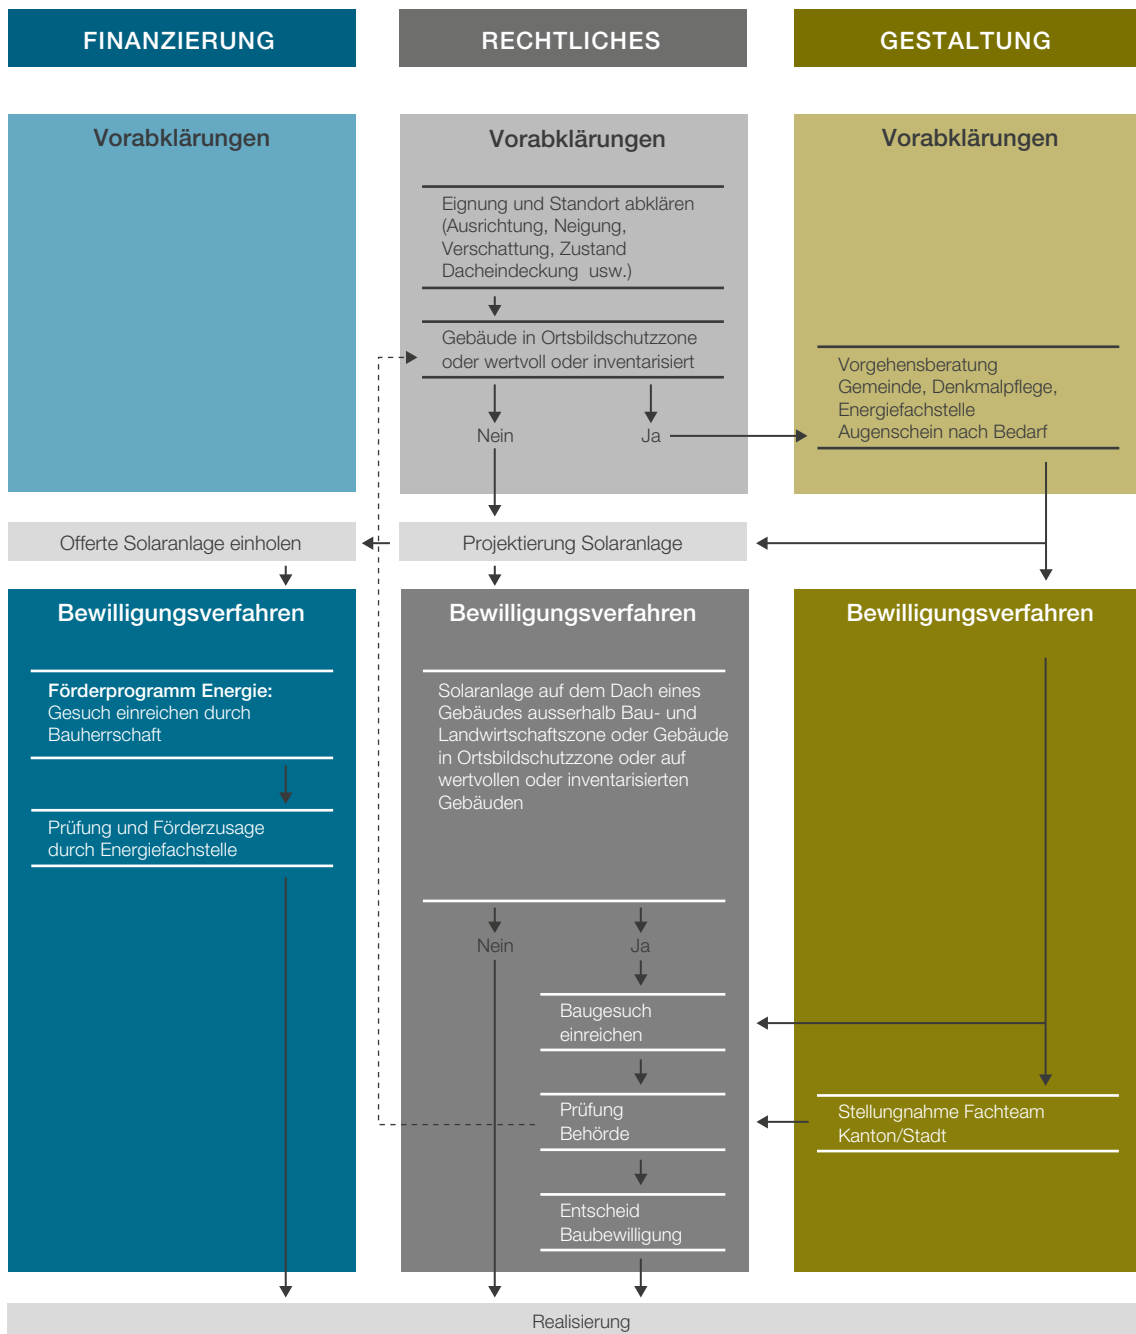 FINANZIERUNG
RECHTLICHES
GESTALTUNG
Vorabklärungen
Vorabklärungen
Vorabklärungen
Eignung und Standort abklären
(Ausrichtung, Neigung,
Verschattung, Zustand
Dacheindeckung usw.)
Gebäude in Ortsbildschutzzone
oder wertvoll oder inventarisiert
Nein
Ja
Vorgehensberatung
Gemeinde, Denkmalpflege,
Energiefachstelle
Augenschein nach Bedarf
Offerte Solaranlage einholen
Projektierung Solaranlage
Bewilligungsverfahren
Bewilligungsverfahren
Bewilligungsverfahren
Förderprogramm Energie:
Gesuch einreichen durch
Bauherrschaft
Prüfung und Förderzusage
durch Energiefachstelle
Solaranlage auf dem Dach eines
Gebäudes ausserhalb Bau- und
Landwirtschaftszone oder Gebäude
in Ortsbildschutzzone oder auf
wertvollen oder inventarisierten
Gebäuden
Nein
Ja
Baugesuch
einreichen
Prüfung
Behörde
Stellungnahme Fachteam
Kanton/Stadt
Entscheid
Baubewilligung
Realisierung